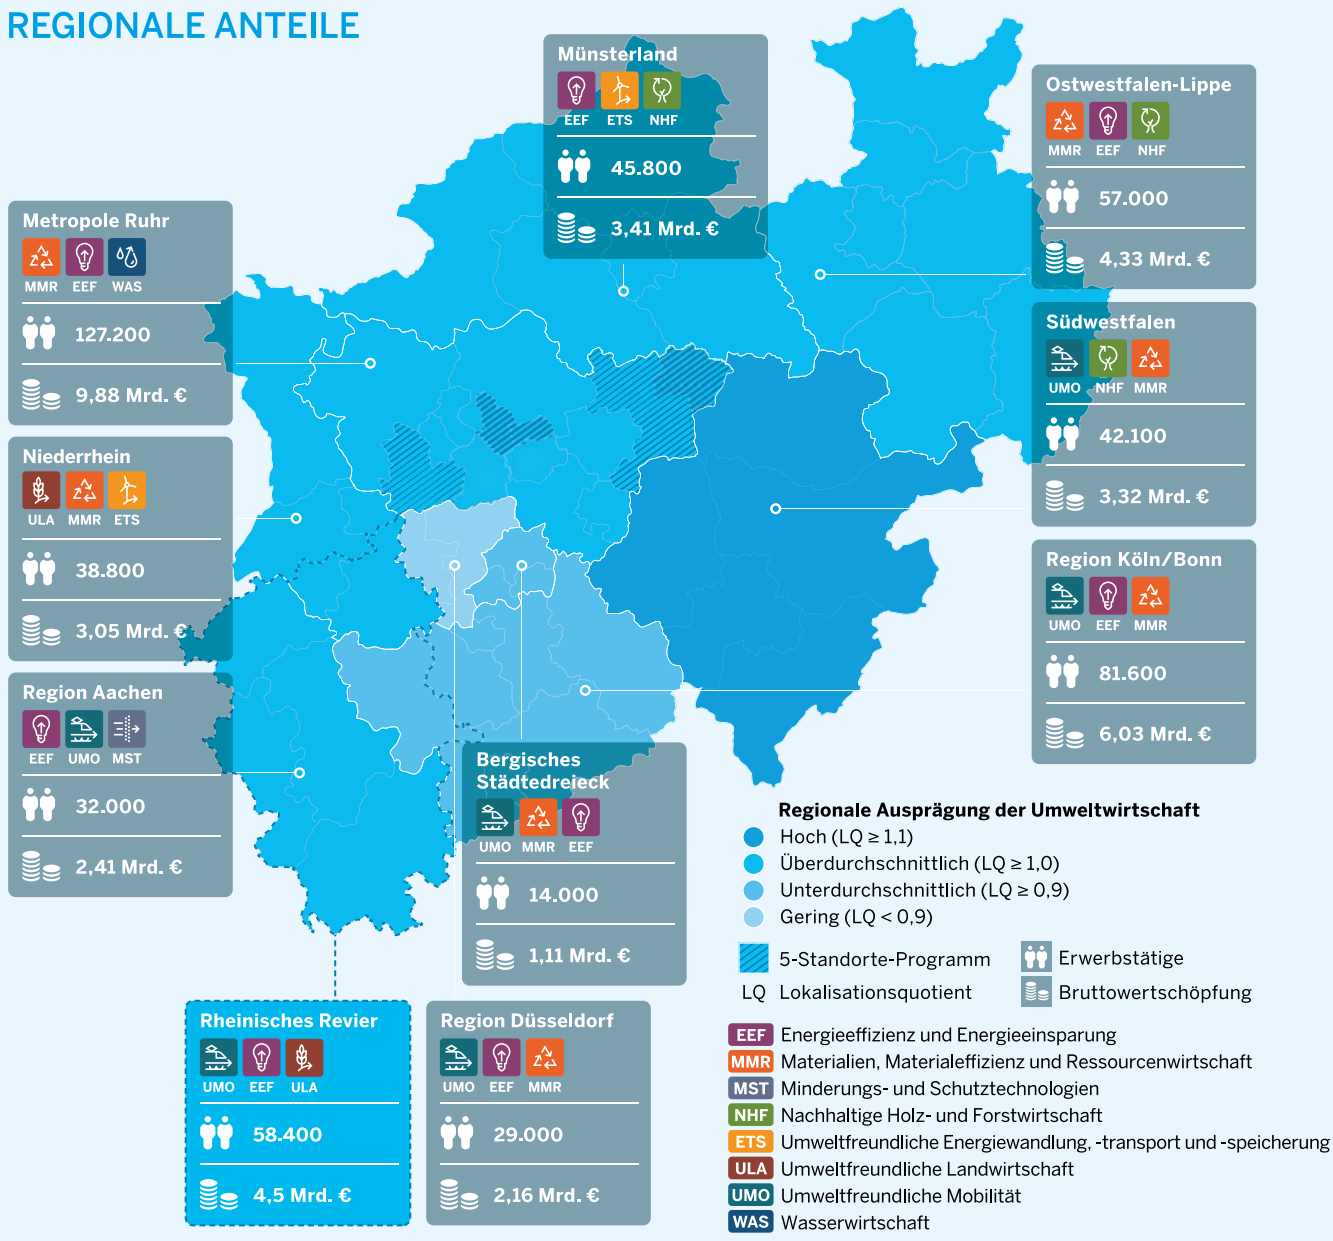 REGIONALE ANTEILE
Münsterland
EEF ETS NHF
45.800
3,41 Mrd. €
Ostwestfalen-Lippe
MMR EEF NHF
57.000
4,33 Mrd. €
Metropole Ruhr
MMR EEF WAS
127.200
9,88 Mrd. €
Südwestfalen
UMO NHF MMR
42.100
3,32 Mrd. €
Niederrhein
ULA MMR ETS
38.800
3,05 Mrd. €
Region Köln/Bonn
UMO EEF MMR
81.600
6,03 Mrd. €
Region Aachen
EEF UMO MST
32.000
2,41 Mrd. €
Bergisches
Städtedreieck
UMO MMR EEF
14.000
1,11 Mrd. €
Rheinisches Revier
UMO EEF ULA
58.400
4,5 Mrd. €
Region Düsseldorf
UMO EEF MMR
29.000
2,16 Mrd. €
Regionale Ausprägung der Umweltwirtschaft
Hoch (LQ ≥ 1,1)
Überdurchschnittlich (LQ ≥ 1,0)
Unterdurchschnittlich (LQ ≥ 0,9)
Gering (LQ < 0,9)
5-Standorte-Programm
Erwerbstätige
LQ Lokalisationsquotient
Bruttowertschöpfung
EEF Energieeffizienz und Energieeinsparung
MMR Materialien, Materialeffizienz und Ressourcenwirtschaft
MST Minderungs- und Schutztechnologien
NHF Nachhaltige Holz- und Forstwirtschaft
ETS Umweltfreundliche Energiewandlung, -transport und -speicherung
ULA Umweltfreundliche Landwirtschaft
UMO Umweltfreundliche Mobilität
WAS Wasserwirtschaft